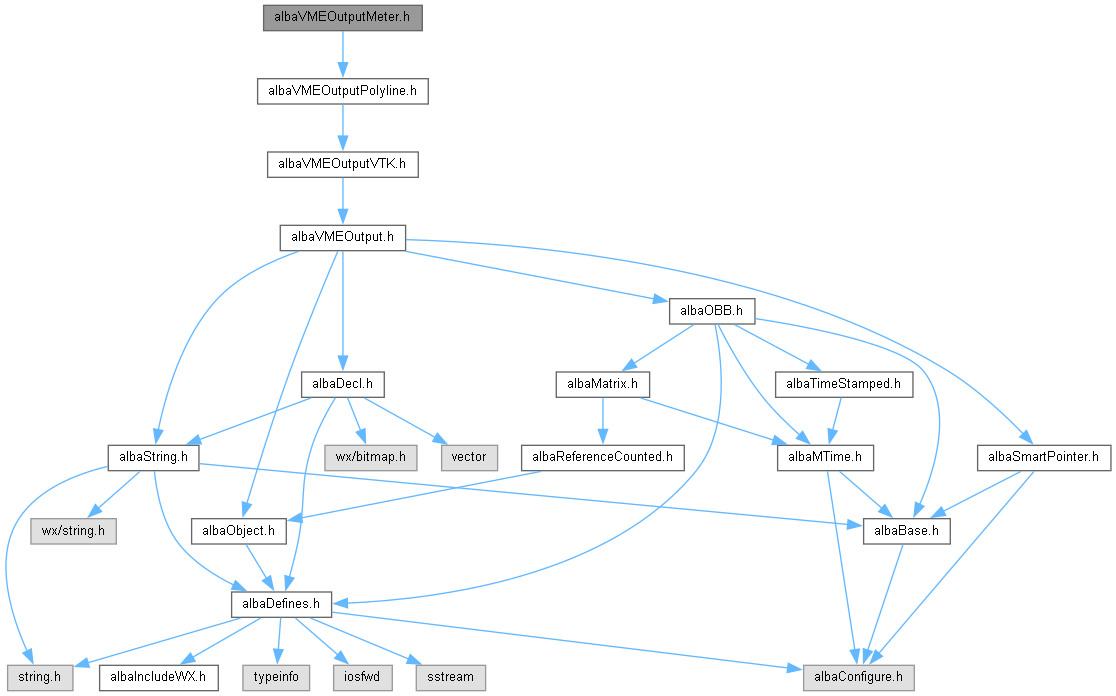 albaVMEOutputMeter.h
albaVMEOutputPolyline.h
albaVMEOutputVTK.h
albaVMEOutput.h
albaOBB.h
albaDecl.h
albaMatrix.h
albaTimeStamped.h
albaString.h
wx/bitmap.h
vector
albaReferenceCounted.h
albaMTime.h
albaSmartPointer.h
wx/string.h
albaObject.h
albaBase.h
albaDefines.h
string.h
albaIncludeWX.h
typeinfo
iosfwd
sstream
albaConfigure.h